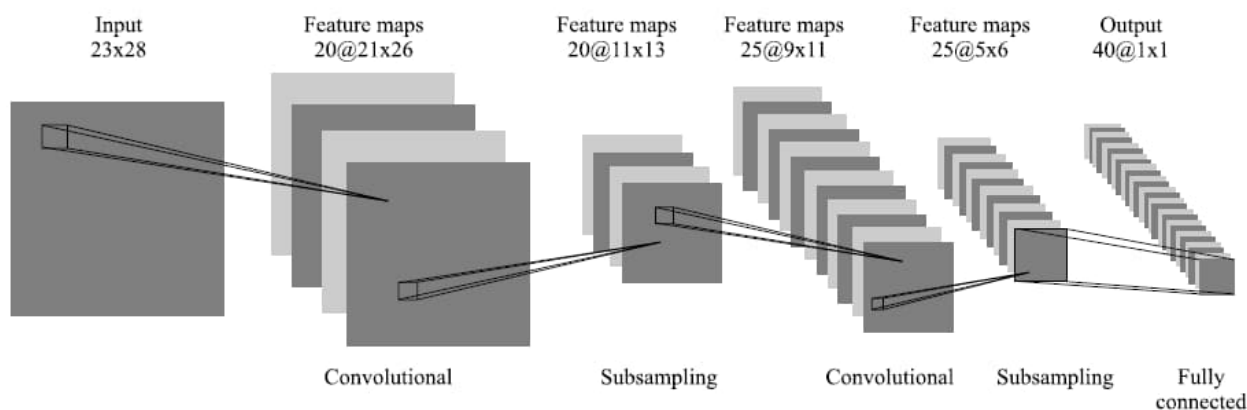 Input
23x28
Feature maps
20@21x26
Feature maps
20@11x13
Feature maps
25@9x11
Feature maps
25@5x6
Output
40@1x1
Convolutional
Subsampling
Convolutional
Subsampling
Fully
connected